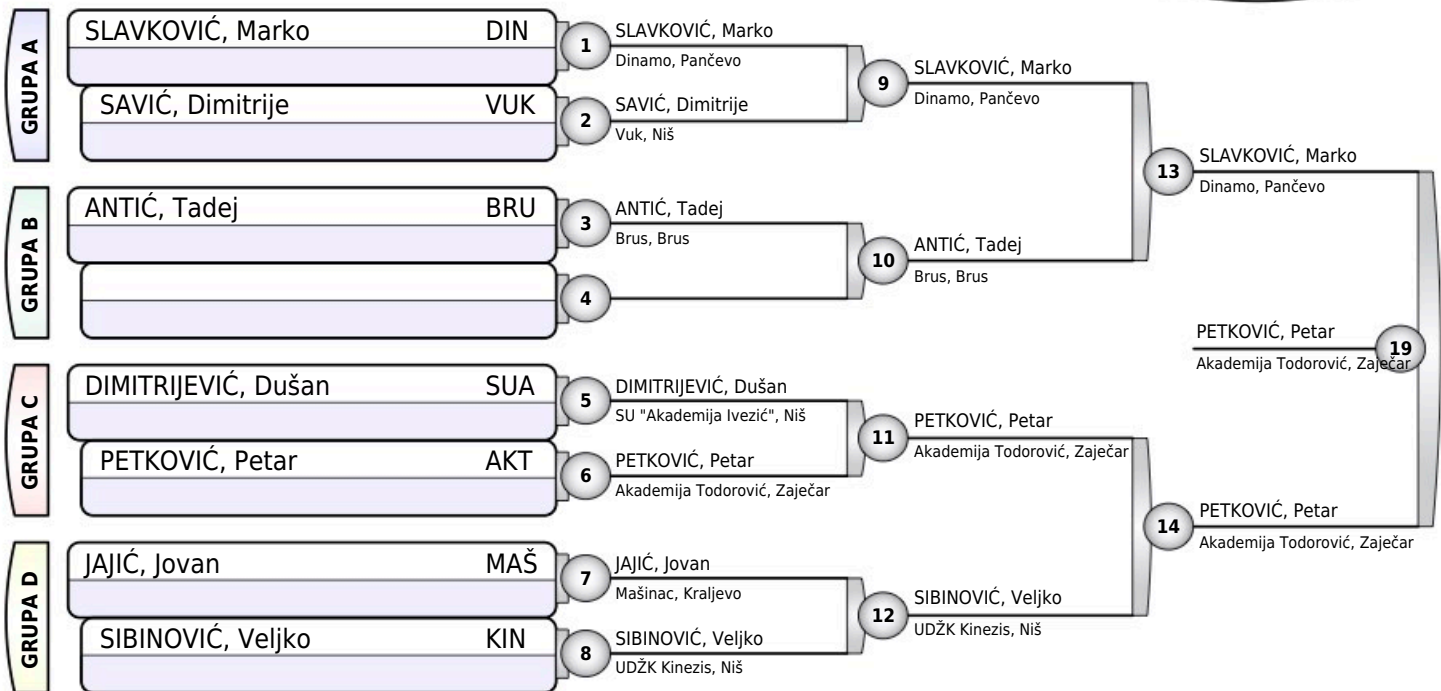 GRUPA A
SLAVKOVIĆ, Marko DIN
SAVIĆ, Dimitrije VUK
GRUPA B
ANTIĆ, Tadej BRU
GRUPA C
DIMITRIJEVIĆ, Dušan SUA
PETKOVIĆ, Petar AKT
GRUPA D
JAJIĆ, Jovan MAŠ
SIBINOVIĆ, Veljko KIN
1
SLAVKOVIĆ, Marko
Dinamo, Pančevo
2
SAVIĆ, Dimitrije
Vuk, Niš
3
ANTIĆ, Tadej
Brus, Brus
4
5
DIMITRIJEVIĆ, Dušan
SU "Akademija Ivezić", Niš
6
PETKOVIĆ, Petar
Akademija Todorović, Zaječar
7
JAJIĆ, Jovan
Mašinac, Kraljevo
8
SIBINOVIĆ, Veljko
UDŽK Kinezis, Niš
9
SLAVKOVIĆ, Marko
Dinamo, Pančevo
10
ANTIĆ, Tadej
Brus, Brus
11
PETKOVIĆ, Petar
Akademija Todorović, Zaječar
12
SIBINOVIĆ, Veljko
UDŽK Kinezis, Niš
13
SLAVKOVIĆ, Marko
Dinamo, Pančevo
14
PETKOVIĆ, Petar
Akademija Todorović, Zaječar
PETKOVIĆ, Petar
19
Akademija Todorović, Zaječar